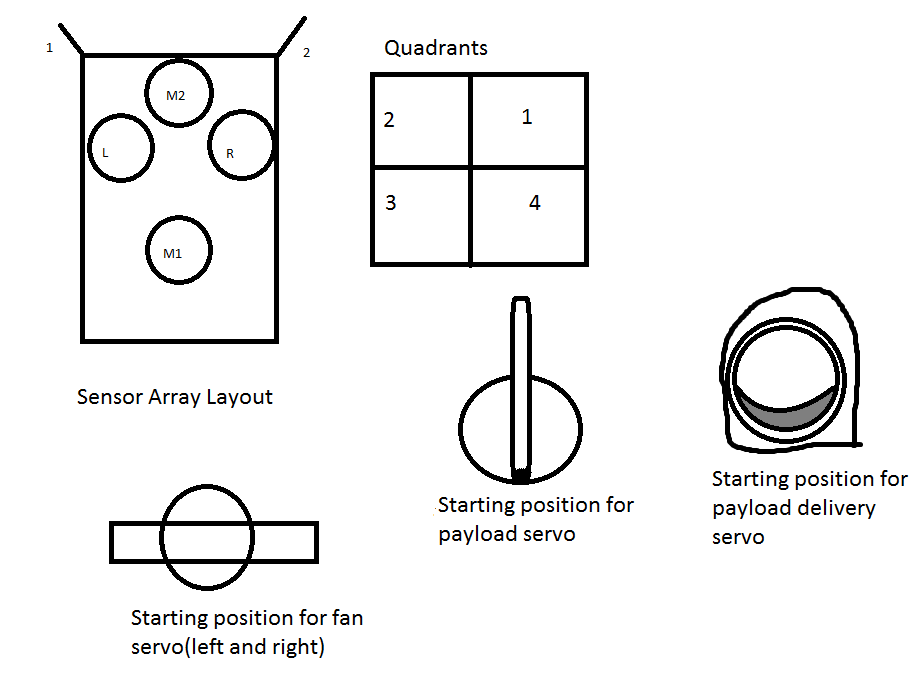 1
2
M2
L
R
M1
Sensor Array Layout
Quadrants
2
1
3
4
Starting position for
payload servo
Starting position for
payload delivery
servo
Starting position for fan
servo(left and right)